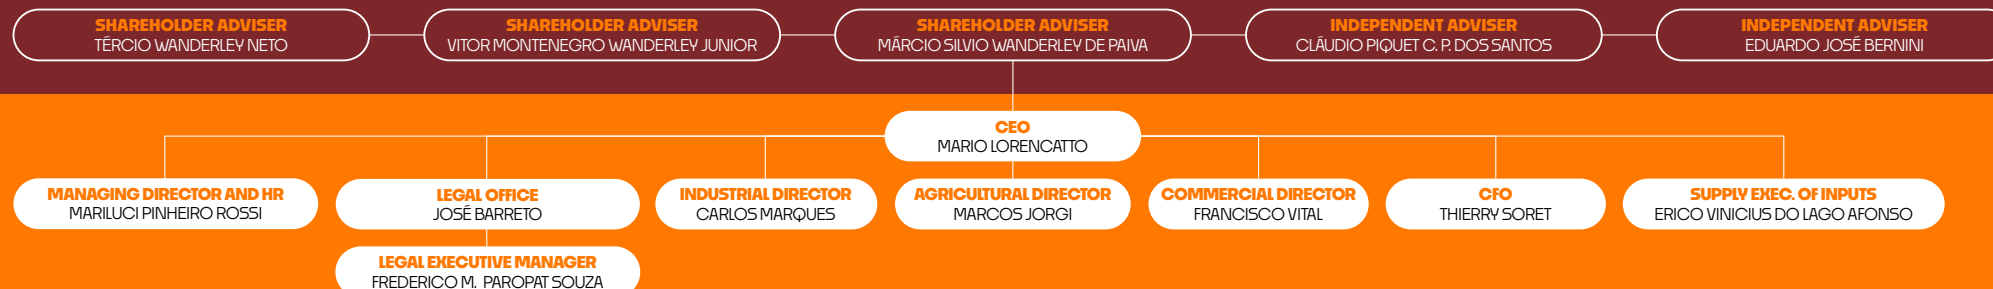 SHAREHOLDER ADVISER
TÉRCIO WANDERLEY NETO
SHAREHOLDER ADVISER
VITOR MONTENEGRO WANDERLEY JUNIOR
SHAREHOLDER ADVISER
MÁRCIO SILVIO WANDERLEY DE PAIVA
INDEPENDENT ADVISER
CLÁUDIO PIQUET C. P. DOS SANTOS
INDEPENDENT ADVISER
EDUARDO JOSÉ BERNINI
CEO
MARIO LORENCATTO
MANAGING DIRECTOR AND HR
MARILUCI PINHEIRO ROSSI
LEGAL OFFICE
JOSÉ BARRETO
INDUSTRIAL DIRECTOR
CARLOS MARQUES
AGRICULTURAL DIRECTOR
MARCOS JORGI
COMMERCIAL DIRECTOR
FRANCISCO VITAL
CFO
THIERRY SORET
SUPPLY EXEC. OF INPUTS
ERICO VINICIUS DO LAGO AFONSO
LEGAL EXECUTIVE MANAGER
FREDERICO M. PAROPAT SOUZA